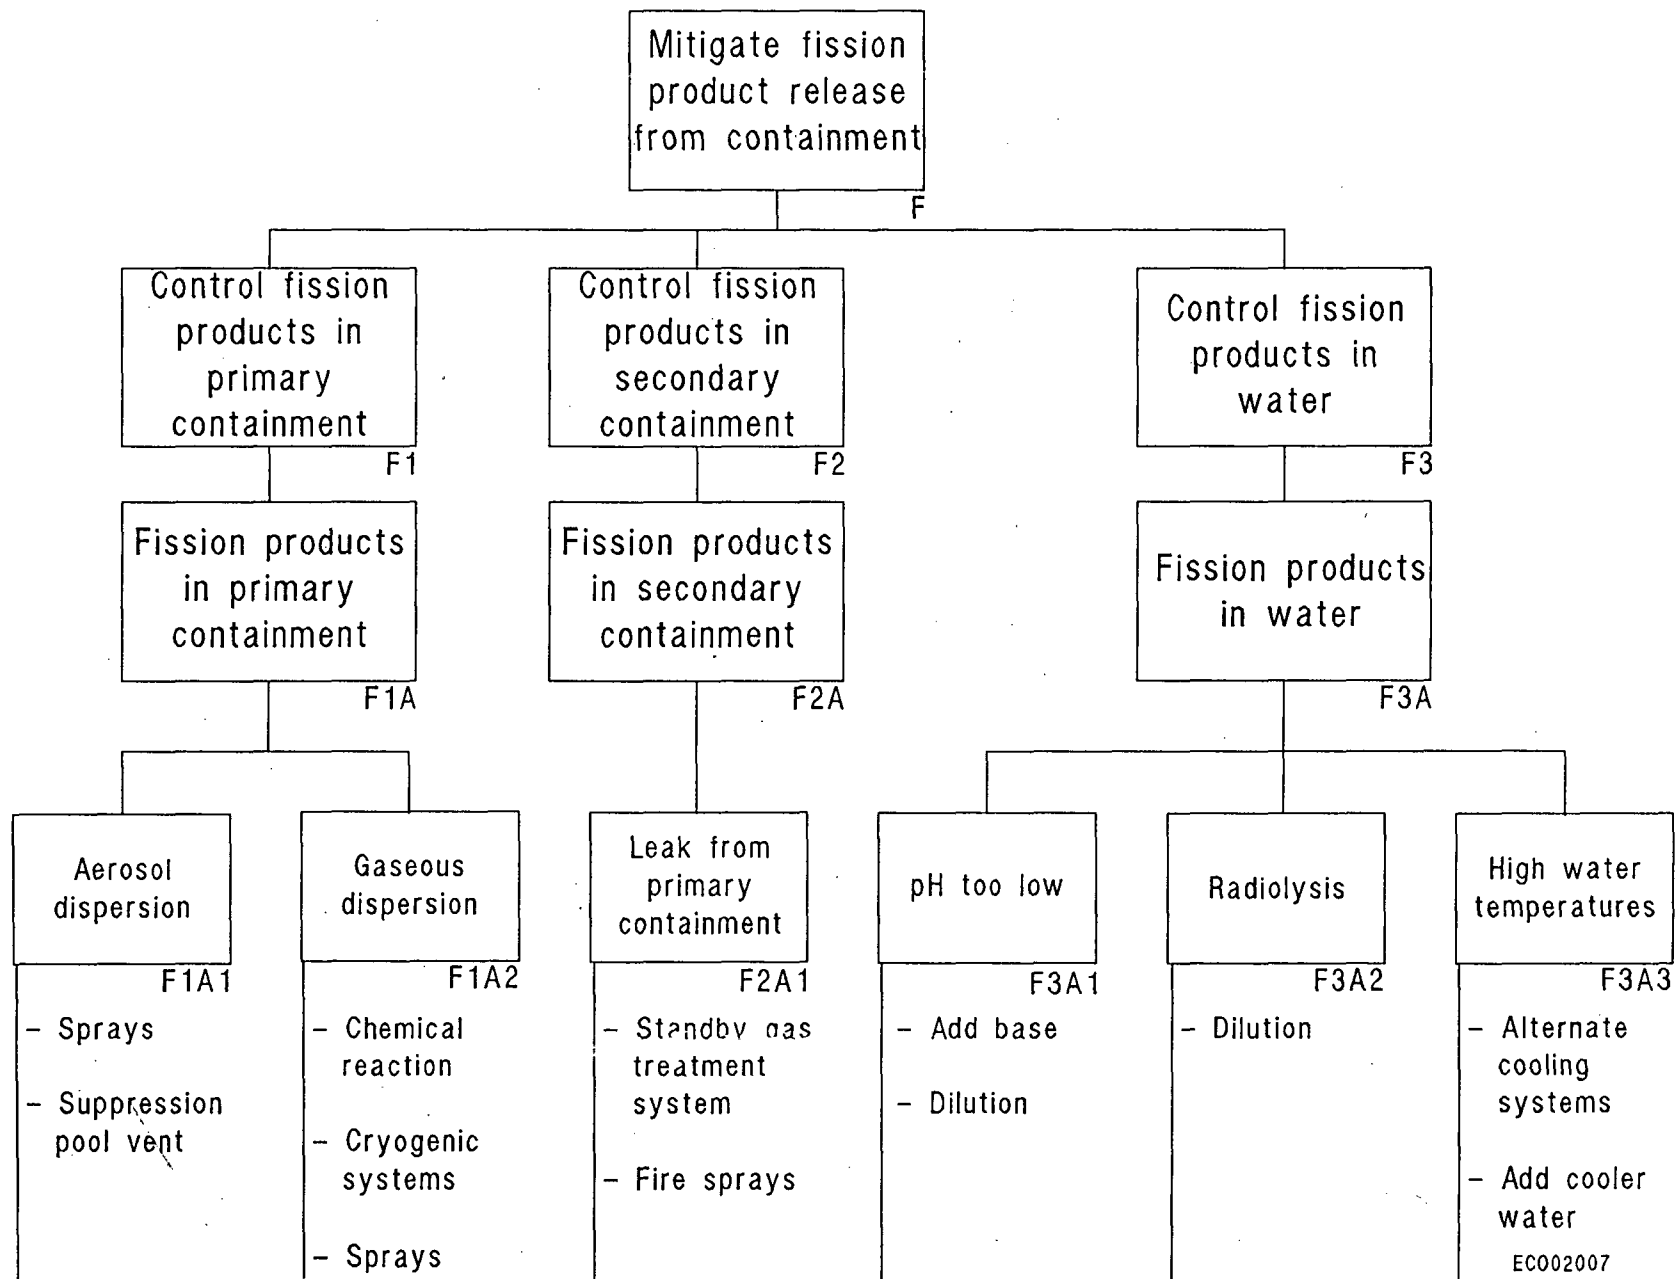 Mitigate fission
product release
from containment
F
Control fission
products in
primary
containment
F1
Control fission
products in
secondary
containment
F2
Control fission
products in
water
F3
Fission products
in primary
containment
F1A
Fission products
in secondary
containment
F2A
Fission products
in water
F3A
Aerosol
dispersion
F1A1
– Sprays
– Suppression
pool vent
Gaseous
dispersion
F1A2
– Chemical
reaction
– Cryogenic
systems
– Sprays
Leak from
primary
containment
F2A1
– Standby gas
treatment
system
– Fire sprays
pH too low
F3A1
– Add base
– Dilution
Radiolysis
F3A2
– Dilution
High water
temperatures
F3A3
– Alternate
cooling
systems
– Add cooler
water
ECO02007